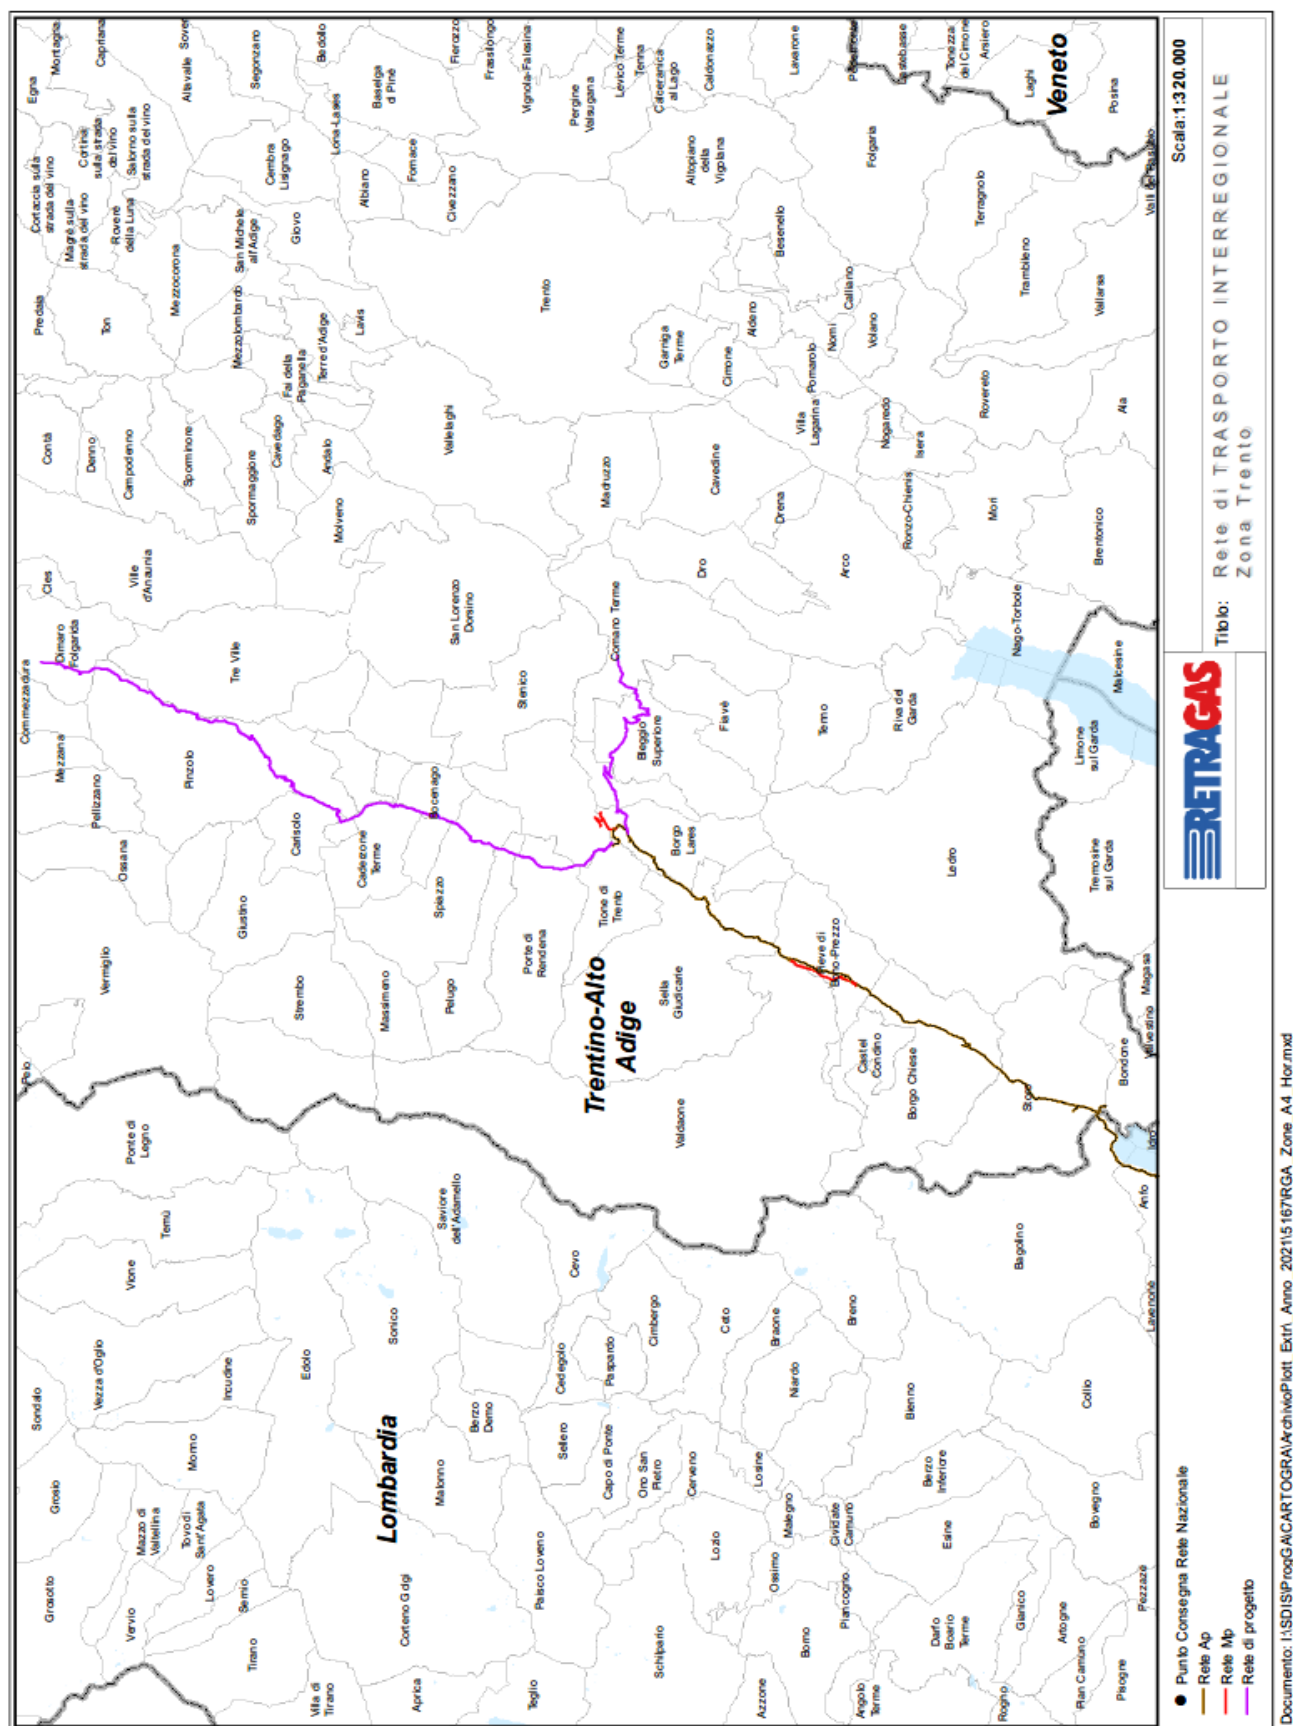 Grosotto
Grosio
Sondalo
Vervio
Mazzo di
Valtellina
Vezza d'Oglio
Vione
Temù
Ponte di
Legno
Peio
Vermiglio
Ossana
Pellizzano
Mezzana
Commezzadura
Dimaro
Folgarida
Cles
Ville
d'Anaunia
Contà
Denno
Campodenno
Predaia
Ton
Cortaccia sulla
strada del vino
Magrè sulla
strada del vino
Roverè
della Luna
Egna
Montagna
Cortina
sulla strada
del vino
Salorno sulla
strada del vino
Capriana
Altavalle
Sover
Tirano
Lovero
Sernio
Tovo di
Sant'Agata
Monno
Incudine
Edolo
Giustino
Strembo
Pinzolo
Carisolo
Tre Ville
Sporminore
Spormaggiore
Cavedago
Mezzocorona
Mezzolombardo
San Michele
all'Adige
Fai della
Paganella
Terre d'Adige
Giovo
Cembra
Lisignago
Segonzano
Lona-Lases
Bedollo
Villa di
Tirano
Aprica
Corteno Golgi
Lombardia
Malonno
Sonico
Saviore
dell'Adamello
Massimeno
Caderzone
Terme
Pelugo
Spiazzo
Bocenago
San Lorenzo
Dorsino
Molveno
Andalo
Vallelaghi
Lavis
Albiano
Fornace
Civezzano
Baselga
di Pinè
Fierozzo
Frassilongo
Teglio
Paisco Loveno
Sellero
Berzo
Demo
Cedegolo
Cevo
Porte di
Rendena
Stenico
Trento
Vignola-Falesina
Pergine
Valsugana
Schilpario
Capo di Ponte
Ono San
Pietro
Paspardo
Cimbergo
Trentino-Alto
Adige
Valdaone
Sella
Giudicarie
Tione di
Trento
Borgo
Lares
Bleggio
Superiore
Comano Terme
Fiavè
Dro
Madruzzo
Cavedine
Garniga
Terme
Cimone
Altopiano
della
Vigolana
Levico Terme
Tenna
Calceranica
al Lago
Caldonazzo
Azzone
Borno
Ossimo
Lozio
Cerveno
Losine
Malegno
Ceto
Braone
Niardo
Tenno
Drena
Aldeno
Villa
Lagarina
Pomarolo
Nomi
Besenello
Calliano
Lavarone
Angolo
Terme
Piancogno
Cividate
Camuno
Breno
Bienno
Castel
Condino
Borgo Chiese
Pieve di
Bono-Prezzo
Ledro
Riva del
Garda
Arco
Ronzo-Chienis
Nogaredo
Isera
Volano
Folgaria
Pedemonte
Lastebasse
Tonezza
del Cimone
Arsiero
Darfo
Boario
Terme
Esine
Berzo
Inferiore
Rogno
Gianico
Bagolino
Storo
Nago-Torbole
Mori
Rovereto
Terragnolo
Trambileno
Laghi
Veneto
Pian Camuno
Artogne
Pisogne
Pezzaze
Bovegno
Collio
Lavenone
Anfo
Idro
Bondone
Valvestino
Magasa
Tremosine
sul Garda
Limone
sul Garda
Malcesine
Brentonico
Ala
Vallarsa
Valli del Pasubio
Posina
Punto Consegna Rete Nazionale
Rete Ap
Rete Mp
Rete di progetto
RETRAGAS
Titolo: Rete di TRASPORTO INTERREGIONALE
Zona Trento
Scala:1:320.000
Documento: I:\SDIS\ProgGA\CARTOGRA\ArchivioPlott_Extr\_Anno_2021\5167\RGA_Zone_A4_Hor.mxd